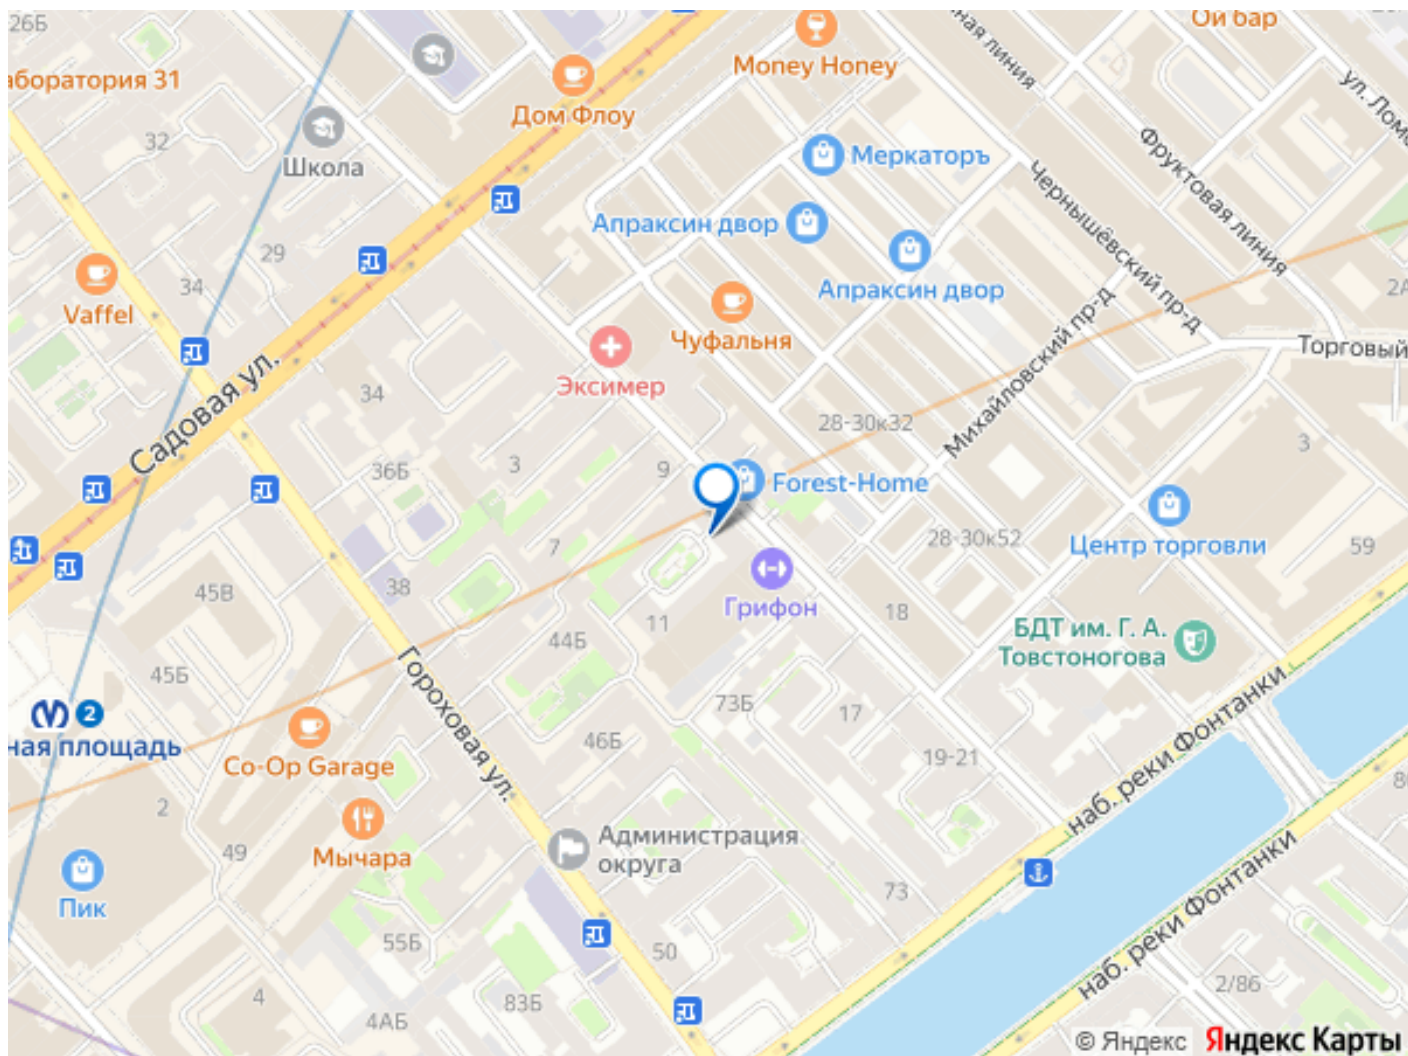 26Б
Ой бар
ная линия
Money Honey
аборатория 31
Дом Флоу
ул. Ломо
32
Школа
Меркаторъ
Фруктовая линия
Чернышёвский пр-д
Апраксин двор
29
Vaffel
34
Апраксин двор
2А
Чуфальня
Михайловский пр-д
Торговый
Эксимер
Садовая ул.
34
28-30к32
3
36Б
3
9
Forest-Home
28-30к52
Центр торговли
59
7
38
45В
Грифон
18
11
44Б
БДТ им. Г. А.
Товстоногова
45Б
Гороховая ул.
73Б
17
2
ная площадь
46Б
19-21
Co-Op Garage
наб. реки Фонтанки
8
2
Мычара
49
Администрация
округа
Пик
73
наб. реки Фонтанки
55Б
50
4
83Б
2/86
4АБ
© Яндекс Яндекс Карты